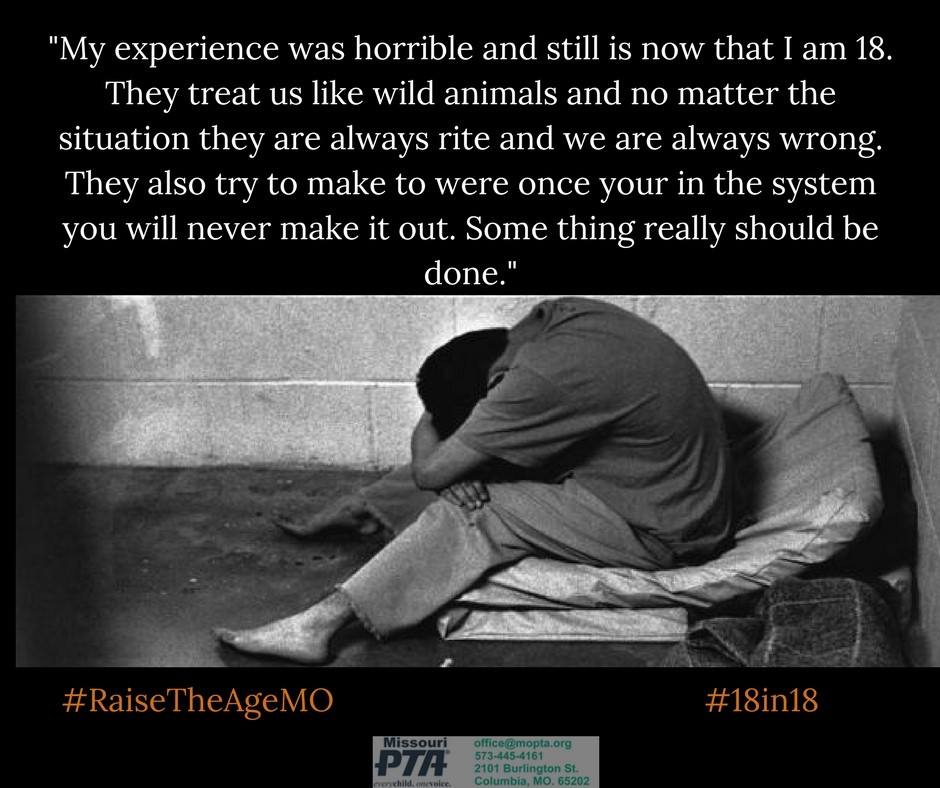 "My experience was horrible and still is now that I am 18.
They treat us like wild animals and no matter the
situation they are always rite and we are always wrong.
They also try to make to were once your in the system
you will never make it out. Some thing really should be
done."
#RaiseTheAgeMO
#18in18
Missouri
PTA
everychild. onevoice.
office@mopta.org
573-445-4161
2101 Burlington St.
Columbia, MO. 65202